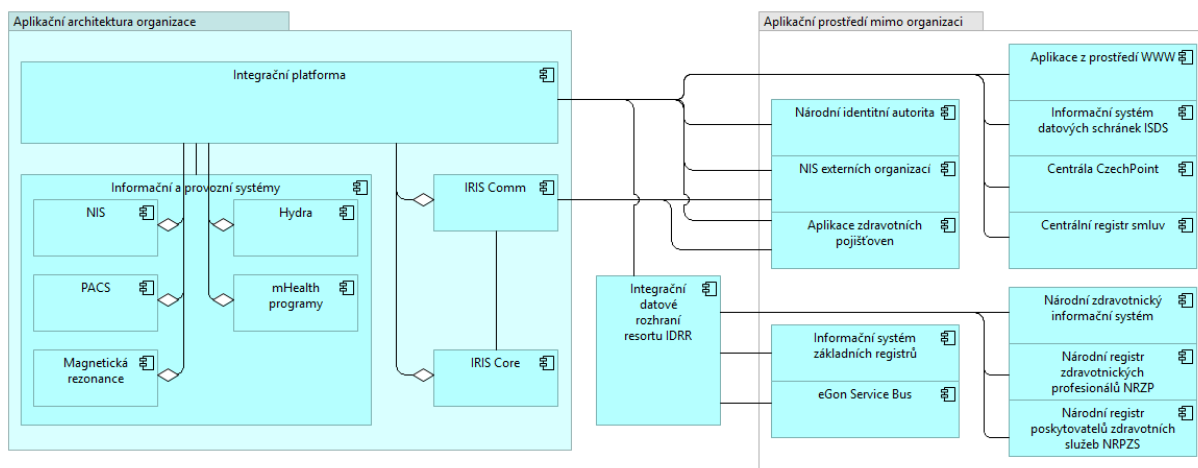 Aplikační architektura organizace
Integrační platforma
Informační a provozní systémy
NIS
Hydra
PACS
mHealth
programy
Magnetická
rezonance
IRIS Comm
IRIS Core
Integrační
datové
rozhraní
resortu IDRR
Aplikační prostředí mimo organizaci
Národní identitní autorita
NIS externích organizací
Aplikace zdravotních
pojišťoven
Aplikace z prostředí WWW
Informační systém
datových schránek ISDS
Centrála CzechPoint
Centrální registr smluv
Informační systém
základních registrů
eGon Service Bus
Národní zdravotnický
informační systém
Národní registr
zdravotnických
profesionálů NRZP
Národní registr
poskytovatelů zdravotních
služeb NRPZS